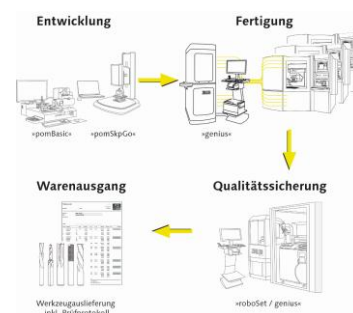 Entwicklung
Fertigung
»pomBasic«
»pomSkpGo«
»genius«
Warenausgang
Qualitätssicherung
Werkzeugauslieferung
inkl. Prüfprotokoll
»roboSet / genius«